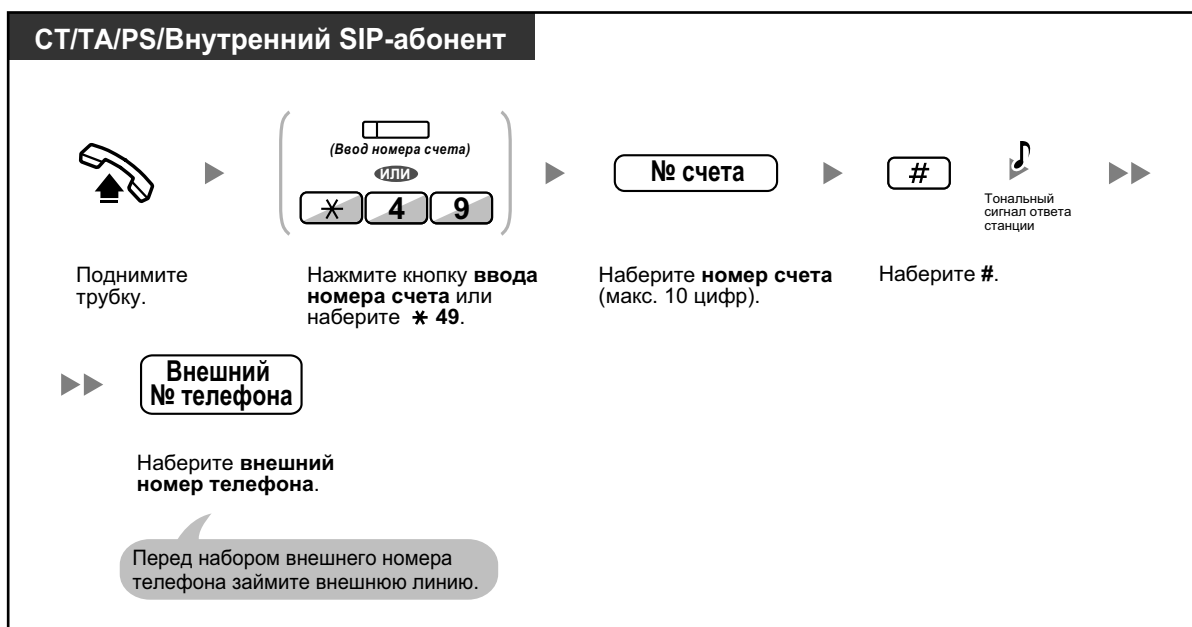 СТ/ТА/PS/Внутренний SIP-абонент
(Ввод номера счета)
ИЛИ
* 4 9
№ счета
#
Тональный
сигнал ответа
станции
Поднимите
трубку.
Нажмите кнопку ввода
номера счета или
наберите * 49.
Наберите номер счета
(макс. 10 цифр).
Наберите #.
Внешний
№ телефона
Наберите внешний
номер телефона.
Перед набором внешнего номера
телефона займите внешнюю линию.